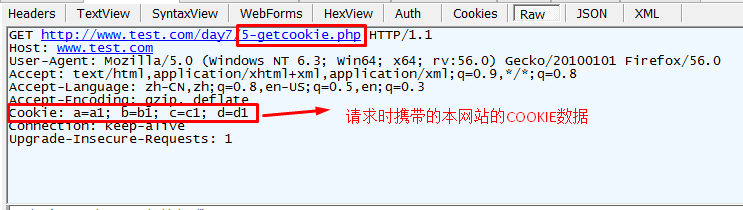 Headers TextView SyntaxView WebForms HexView Auth Cookies Raw JSON XML
GET http://www.test.com/day7/5-getcookie.php HTTP/1.1
Host: www.test.com
User-Agent: Mozilla/5.0 (Windows NT 6.3; Win64; x64; rv:56.0) Gecko/20100101 Firefox/56.0
Accept: text/html,application/xhtml+xml,application/xml;q=0.9,*/*;q=0.8
Accept-Language: zh-CN,zh;q=0.8,en-US;q=0.5,en;q=0.3
Accept-Encoding: gzip, deflate
Cookie: a=a1; b=b1; c=c1; d=d1
请求时携带的本网站的COOKIE数据
Connection: keep-alive
Upgrade-Insecure-Requests: 1